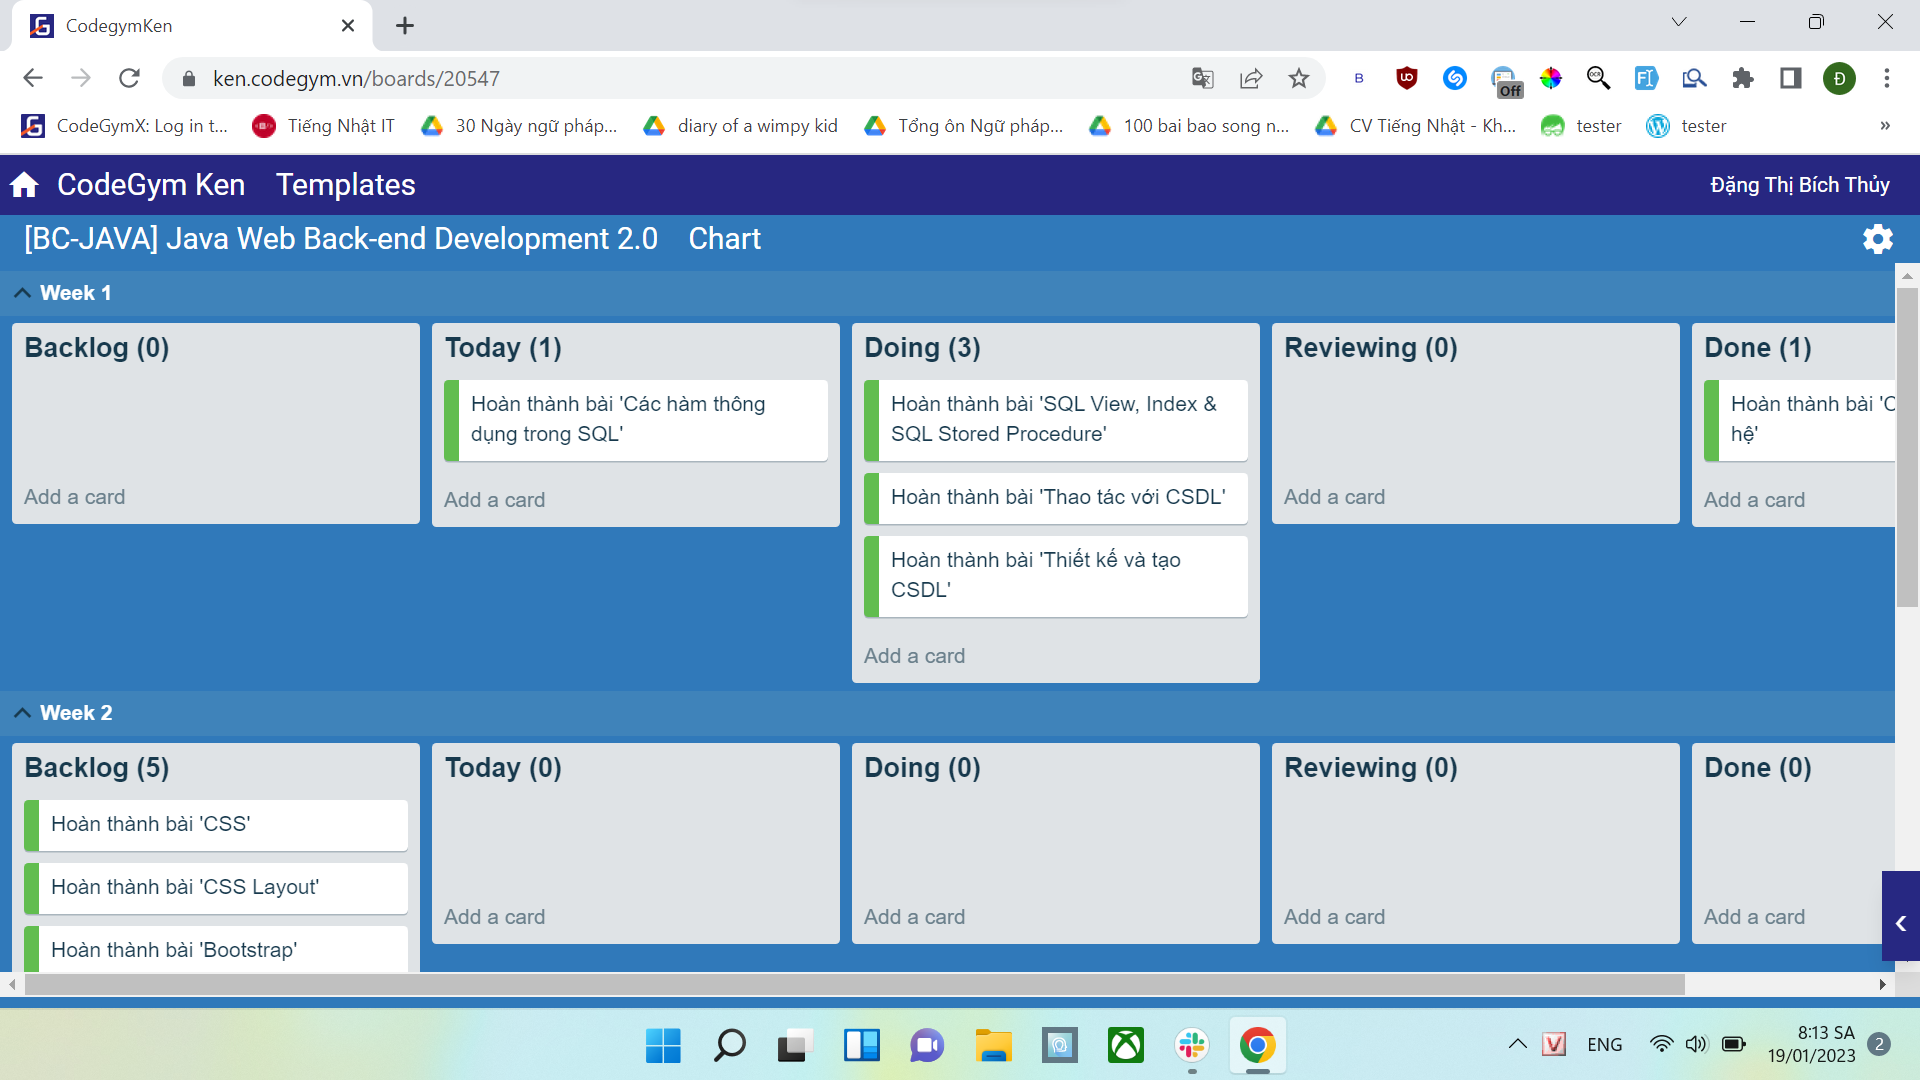 CodegymKen
ken.codegym.vn/boards/20547
B
Off
Đ
CodeGymX: Log in t...
Tiếng Nhật IT
30 Ngày ngữ pháp...
diary of a wimpy kid
Tổng ôn Ngữ pháp...
100 bai bao song n...
CV Tiếng Nhật - Kh...
tester
tester
»
CodeGym Ken
Templates
Đặng Thị Bích Thủy
[BC-JAVA] Java Web Back-end Development 2.0
Chart
Week 1
Backlog (0)
Add a card
Today (1)
Hoàn thành bài 'Các hàm thông
dụng trong SQL'
Add a card
Doing (3)
Hoàn thành bài 'SQL View, Index &
SQL Stored Procedure'
Hoàn thành bài 'Thao tác với CSDL'
Hoàn thành bài 'Thiết kế và tạo
CSDL'
Add a card
Reviewing (0)
Add a card
Done (1)
Hoàn thành bài 'C
hệ'
Add a card
Week 2
Backlog (5)
Hoàn thành bài 'CSS'
Hoàn thành bài 'CSS Layout'
Hoàn thành bài 'Bootstrap'
Today (0)
Add a card
Doing (0)
Add a card
Reviewing (0)
Add a card
Done (0)
Add a card
ENG
8:13 SA
19/01/2023
2